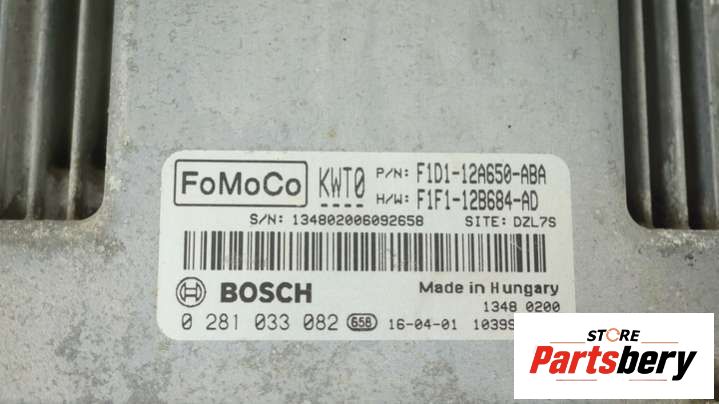 FoMoCo KWT0 P/N: F1D1-12A650-ABA
H/W: F1F1-12B684-AD
S/N: 134802006092658 SITE: DZL7S
BOSCH Made in Hungary
1348 0200
0 281 033 082 658 16-04-01
STORE
Partsbery